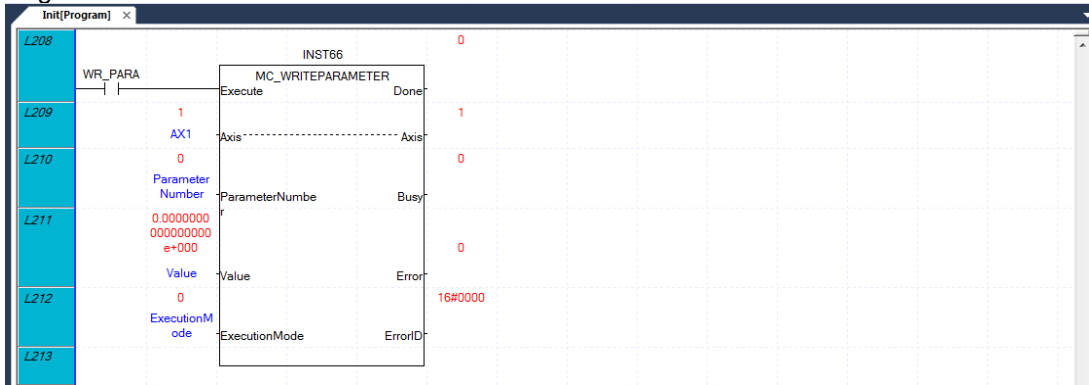 Init[Program] ×
L208
0
INST66
WR_PARA
MC_WRITEPARAMETER
Execute Done
L209
1
1
AX1
Axis Axis
L210
0
0
Parameter
Number
ParameterNumbe
r
Busy
L211
0.0000000
000000000
e+000
0
Value
Value Error
L212
0
16#0000
ExecutionM
ode
ExecutionMode ErrorID
L213